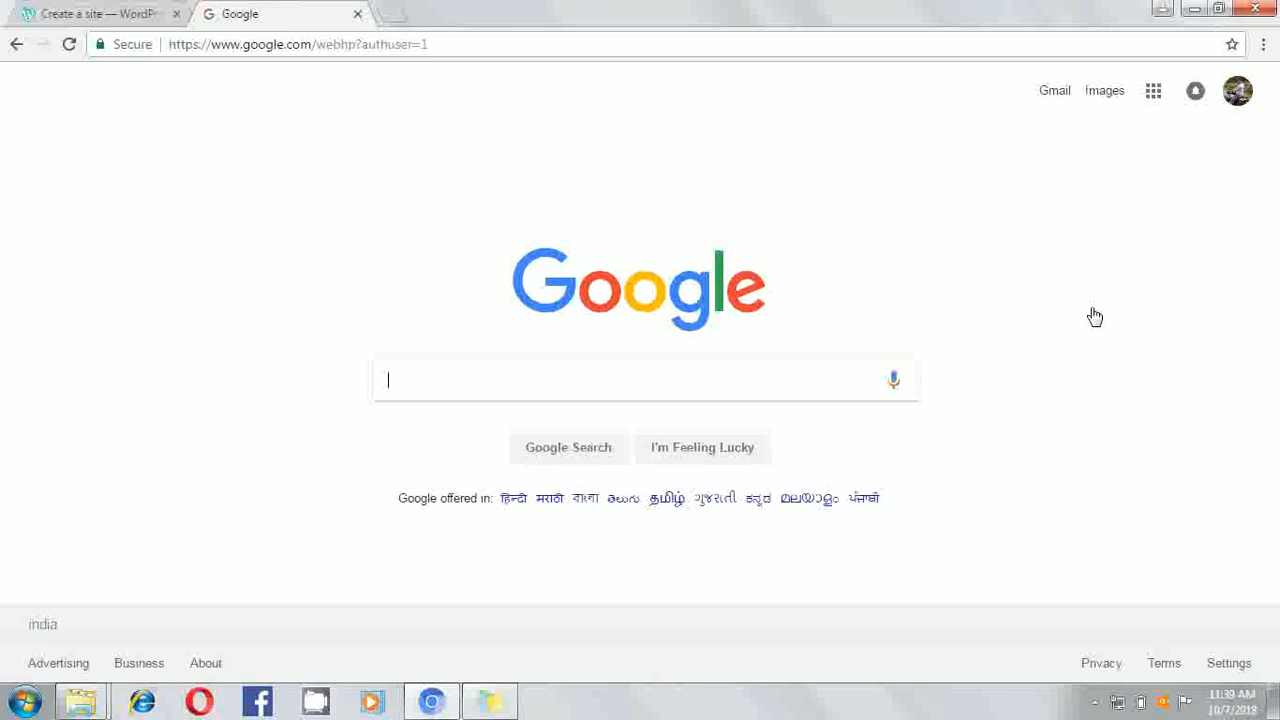 Create a site — WordPr
Google
Secure
https://www.google.com/webhp?authuser=1
Gmail Images
Google
Google Search I'm Feeling Lucky
Google offered in: हिन्दी मराठी বাংলা తెలుగు தமிழ் ગુજરાતી ಕನ್ನಡ മലയാളം ਪੰਜਾਬੀ
india
Advertising Business About Privacy Terms Settings
11:39 AM
10/7/2018